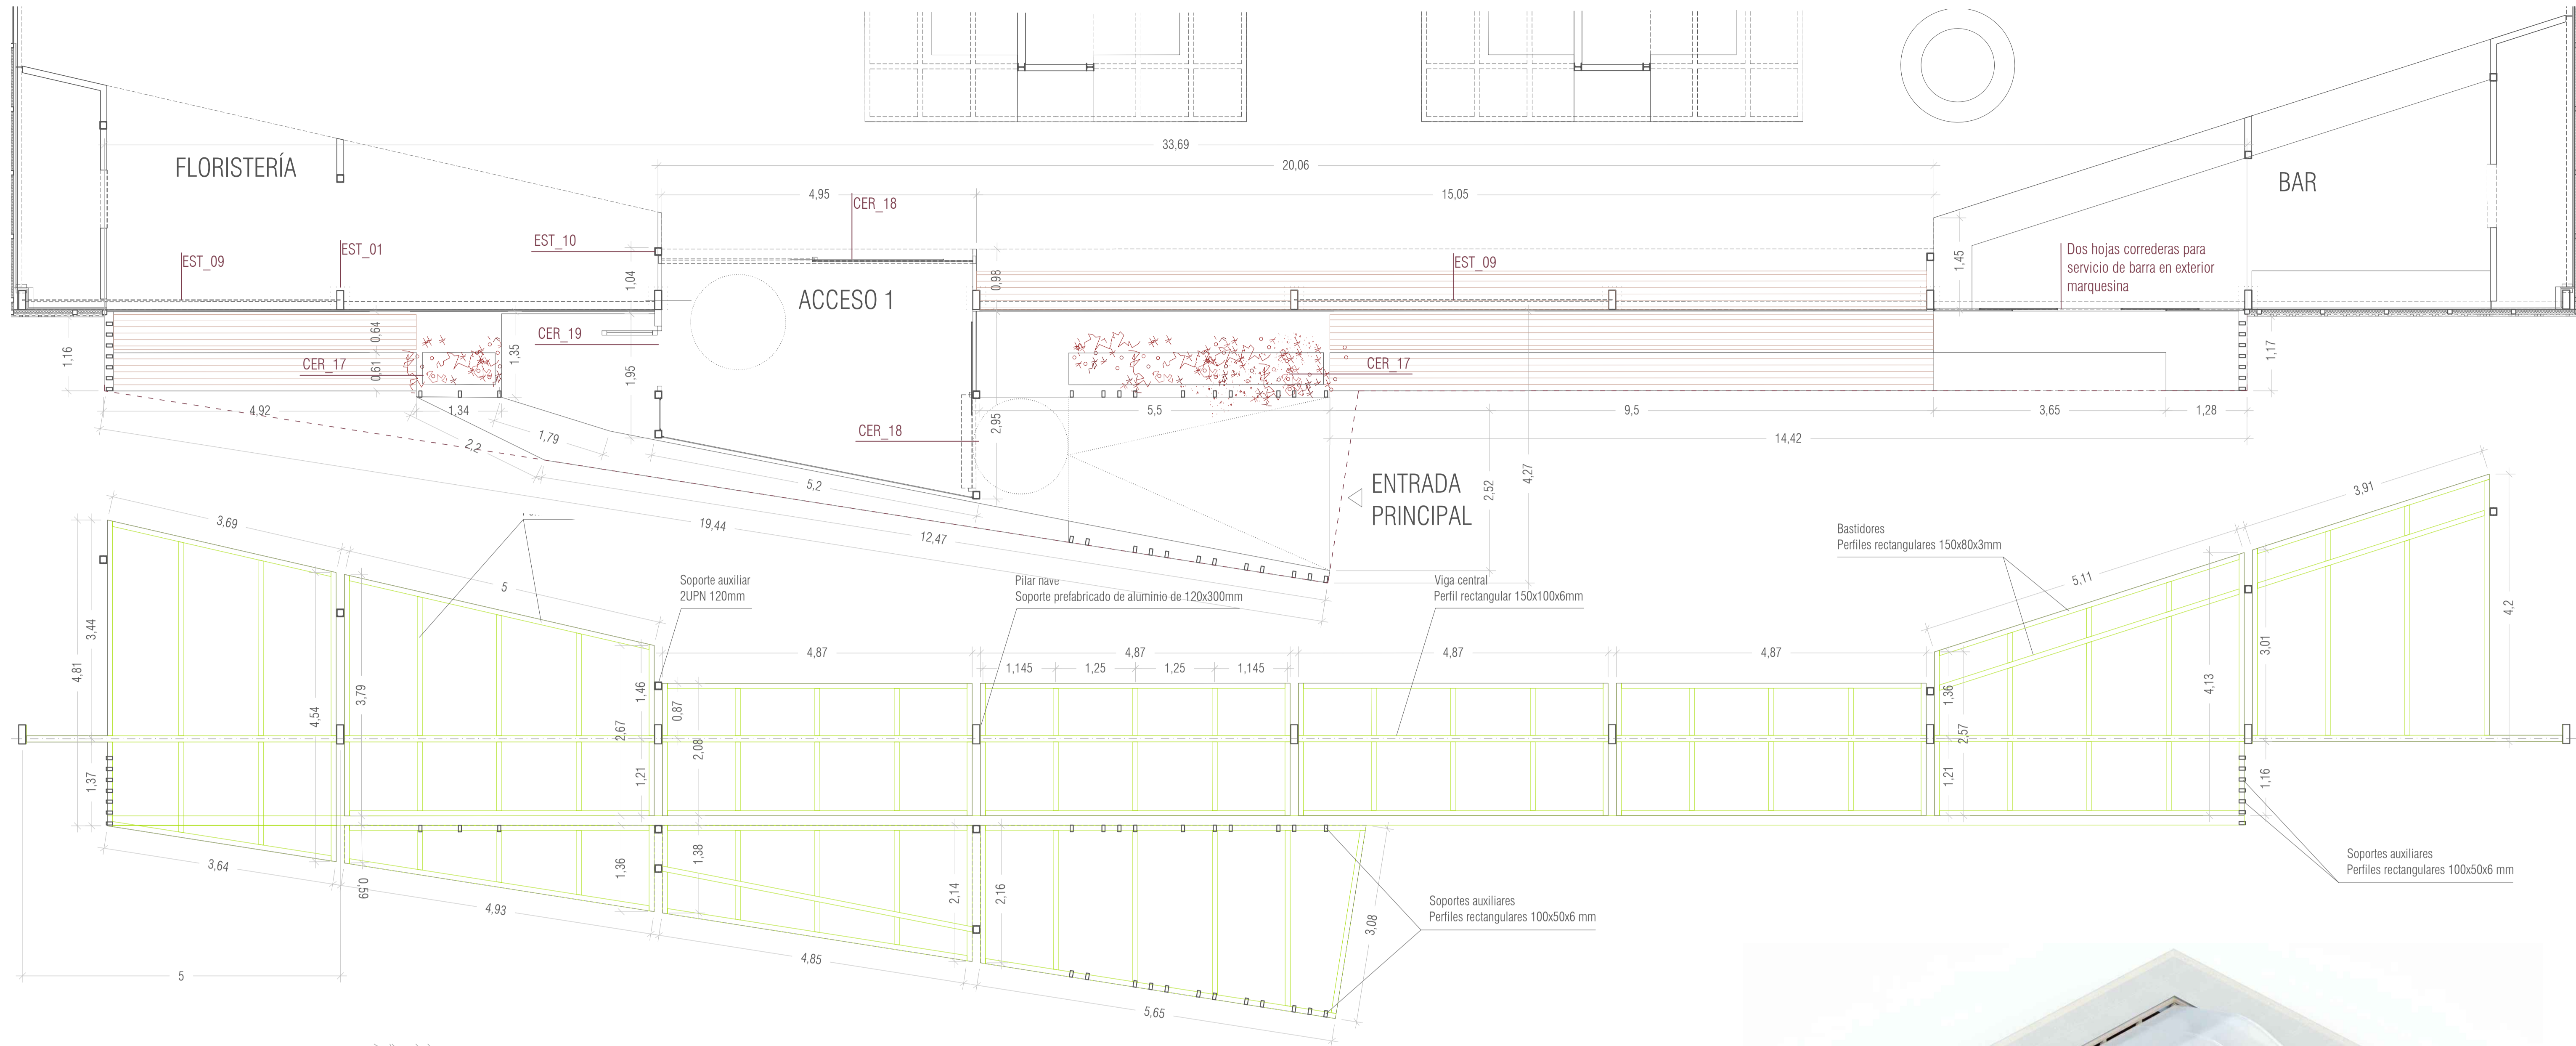 33,69
FLORISTERÍA
20,06
BAR
4,95
15,05
CER_18
EST_10
EST_01
EST_09
1,04
0,98
EST_09
1,45
Dos hojas correderas para
servicio de barra en exterior
marquesina
ACCESO 1
1,16
0,64
0,61
CER_17
1,35
CER_19
1,95
CER_17
1,17
4,92
1,34
5,5
9,5
3,65
1,28
2,2
1,79
CER_18
2,95
14,42
5,2
2,52
4,27
ENTRADA
PRINCIPAL
3,69
19,44
12,47
3,91
Bastidores
Perfiles rectangulares 150x80x3mm
5
Soporte auxiliar
2UPN 120mm
Pilar nave
Soporte prefabricado de aluminio de 120x300mm
Viga central
Perfil rectangular 150x100x6mm
5,11
4,2
4,81
3,44
3,79
4,54
1,46
2,67
4,87
4,87
4,87
4,87
1,145
1,25
1,25
1,145
0,87
2,08
1,36
2,57
4,13
3,01
1,37
1,21
1,21
1,16
3,64
0,59
1,36
1,38
2,14
2,16
3,08
4,93
4,85
5,65
5
Soportes auxiliares
Perfiles rectangulares 100x50x6 mm
Soportes auxiliares
Perfiles rectangulares 100x50x6 mm